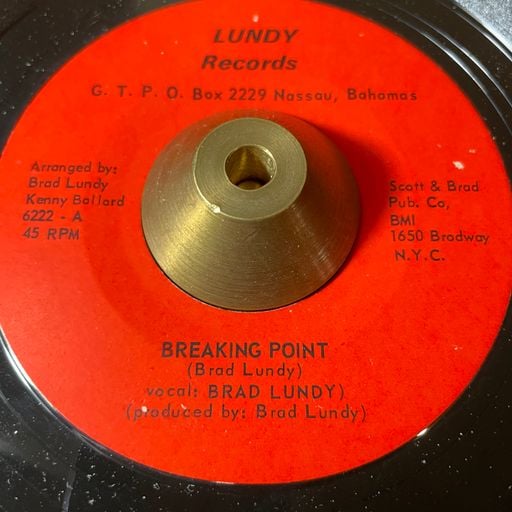 LUNDY
Records
G. T. P. O. Box 2229 Nassau, Bahamas
Arranged by:
Brad Lundy
Kenny Ballard
6222 - A
45 RPM
Scott & Brad
Pub. Co,
BMI
1650 Brodway
N.Y.C.
BREAKING POINT
(Brad Lundy)
vocal: BRAD LUNDY)
(produced by: Brad Lundy)